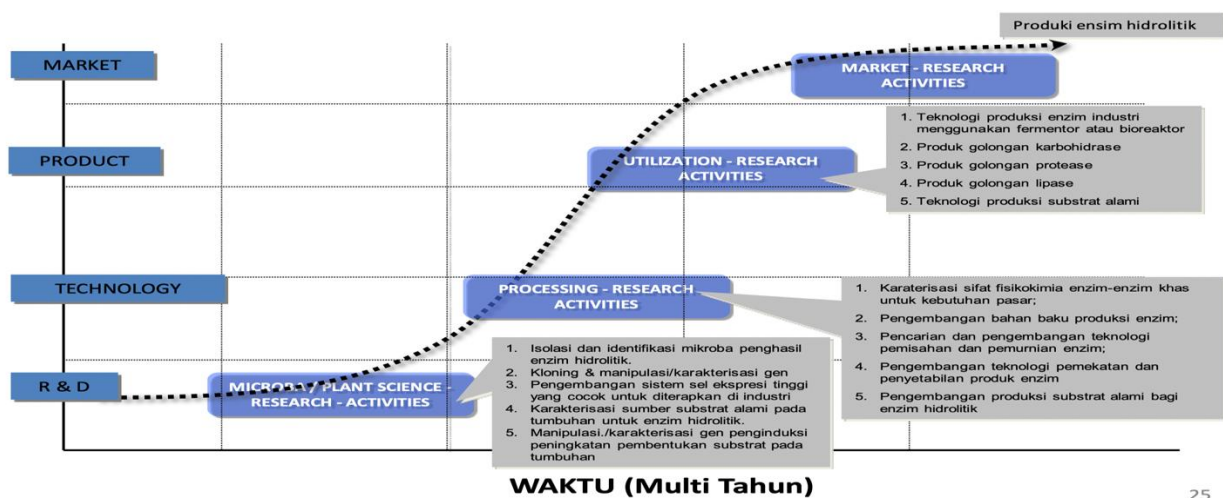 Produki ensim hidrolitik
MARKET
MARKET - RESEARCH
ACTIVITIES
1. Teknologi produksi enzim industri
menggunakan fermentor atau bioreaktor
2. Produk golongan karbohidrase
3. Produk golongan protease
4. Produk golongan lipase
5. Teknologi produksi substrat alami
PRODUCT
UTILIZATION - RESEARCH
ACTIVITIES
TECHNOLOGY
PROCESSING - RESEARCH
ACTIVITIES
1. Karaterisasi sifat fisikokimia enzim-enzim khas
untuk kebutuhan pasar;
2. Pengembangan bahan baku produksi enzim;
3. Pencarian dan pengembangan teknologi
pemisahan dan pemurnian enzim;
4. Pengembangan teknologi pemekatan dan
penyetabilan produk enzim
5. Pengembangan produksi substrat alami bagi
enzim hidrolitik
R & D
MICROBA / PLANT SCIENCE -
RESEARCH - ACTIVITIES
1. Isolasi dan identifikasi mikroba penghasil
enzim hidrolitik.
2. Kloning & manipulasi/karakterisasi gen
3. Pengembangan sistem sel ekspresi tinggi
yang cocok untuk diterapkan di industri
4. Karakterisasi sumber substrat alami pada
tumbuhan untuk enzim hidrolitik.
5. Manipulasi./karakterisasi gen penginduksi
peningkatan pembentukan substrat pada
tumbuhan
WAKTU (Multi Tahun)
25